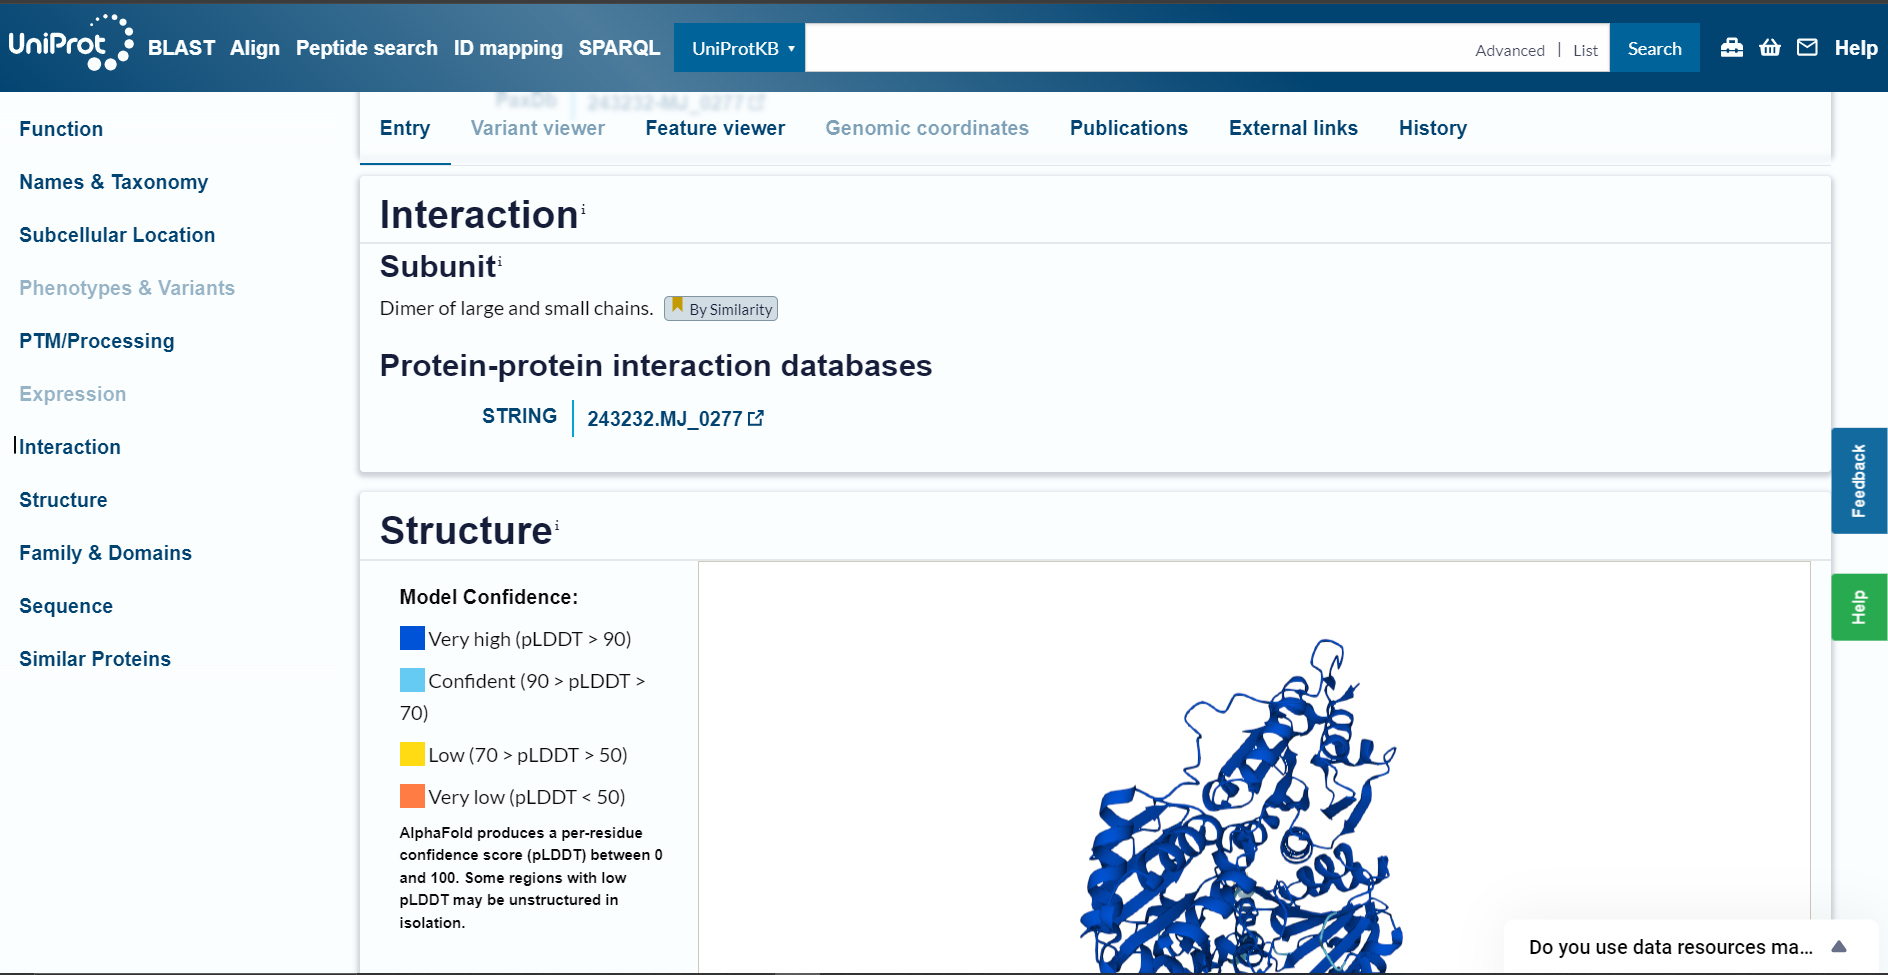 UniProt BLAST Align Peptide search ID mapping SPARQL UniProtKB Advanced | List Search Help
Function
Names & Taxonomy
Subcellular Location
Phenotypes & Variants
PTM/Processing
Expression
Interaction
Structure
Family & Domains
Sequence
Similar Proteins
PaxDb 243232-MJ_0277
Entry Variant viewer Feature viewer Genomic coordinates Publications External links History
Interaction i
Subunit i
Dimer of large and small chains. By Similarity
Protein-protein interaction databases
STRING 243232.MJ_0277
Structure i
Model Confidence:
Very high (pLDDT > 90)
Confident (90 > pLDDT >
70)
Low (70 > pLDDT > 50)
Very low (pLDDT < 50)
AlphaFold produces a per-residue
confidence score (pLDDT) between 0
and 100. Some regions with low
pLDDT may be unstructured in
isolation.
Feedback
Help
Do you use data resources ma...